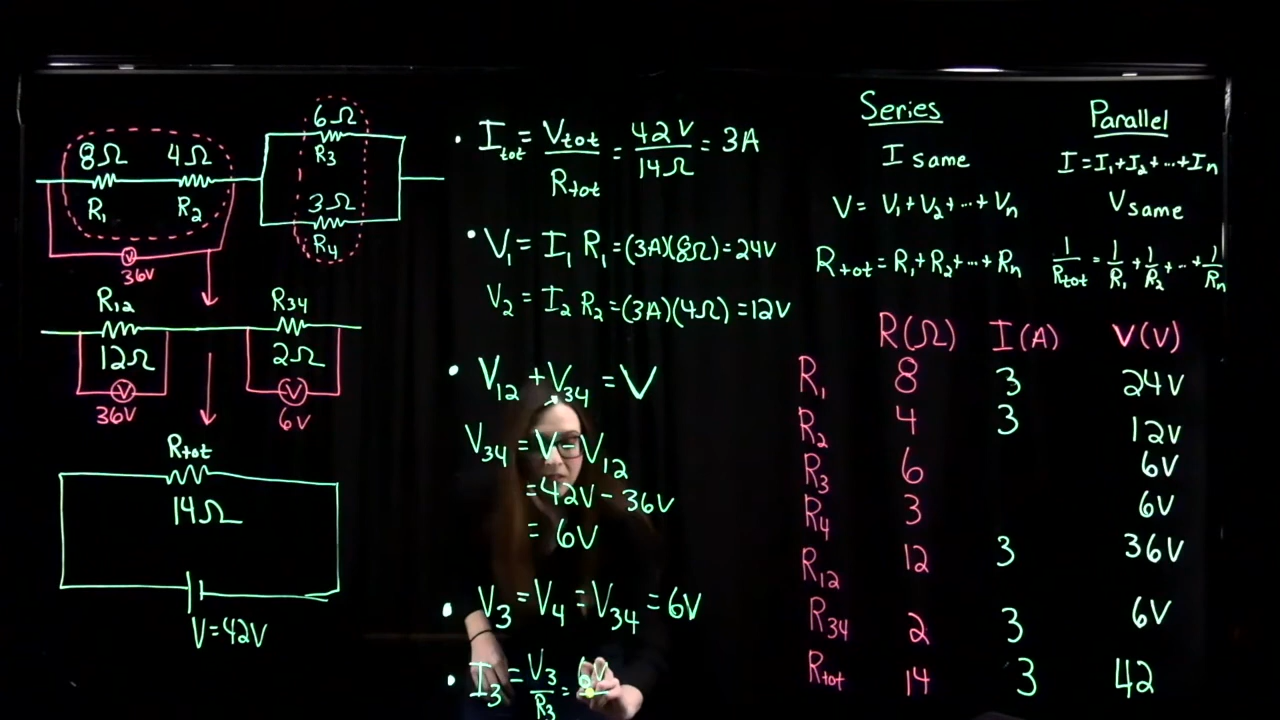 8Ω 4Ω
R₁ R₂
36V
6Ω
R₃
3Ω
R₄
R₁₂ R₃₄
12Ω 2Ω
V V
36V 6V
Rtot
14Ω
V=42V
• Itot = Vtot/Rtot = 42V/14Ω = 3A
• V₁ = I₁ R₁ = (3A)(8Ω) = 24V
V₂ = I₂ R₂ = (3A)(4Ω) = 12V
• V₁₂ + V₃₄ = V
V₃₄ = V - V₁₂
= 42V - 36V
= 6V
• V₃ = V₄ = V₃₄ = 6V
• I₃ = V₃/R₃ = 6V
Series
I same
V = V₁+V₂+...+Vn
Rtot = R₁+R₂+...+Rn
Parallel
I = I₁+I₂+...+In
V same
1/Rtot = 1/R₁ + 1/R₂ + ... + 1/Rn
R(Ω) I(A) V(V)
R₁ 8 3 24V
R₂ 4 3 12V
R₃ 6 6V
R₄ 3 6V
R₁₂ 12 3 36V
R₃₄ 2 3 6V
Rtot 14 3 42